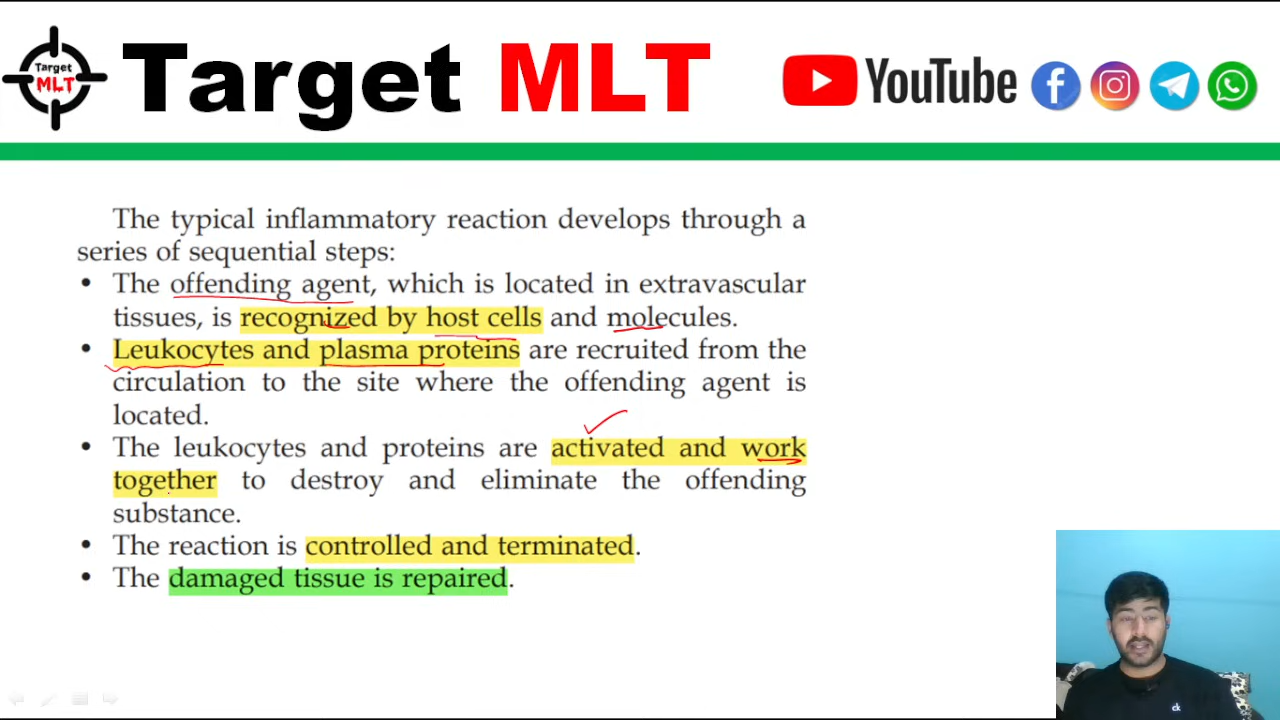 Target
MLT
Target MLT
YouTube
The typical inflammatory reaction develops through a
series of sequential steps:
• The offending agent, which is located in extravascular
tissues, is recognized by host cells and molecules.
• Leukocytes and plasma proteins are recruited from the
circulation to the site where the offending agent is
located.
• The leukocytes and proteins are activated and work
together to destroy and eliminate the offending
substance.
• The reaction is controlled and terminated.
• The damaged tissue is repaired.
ck